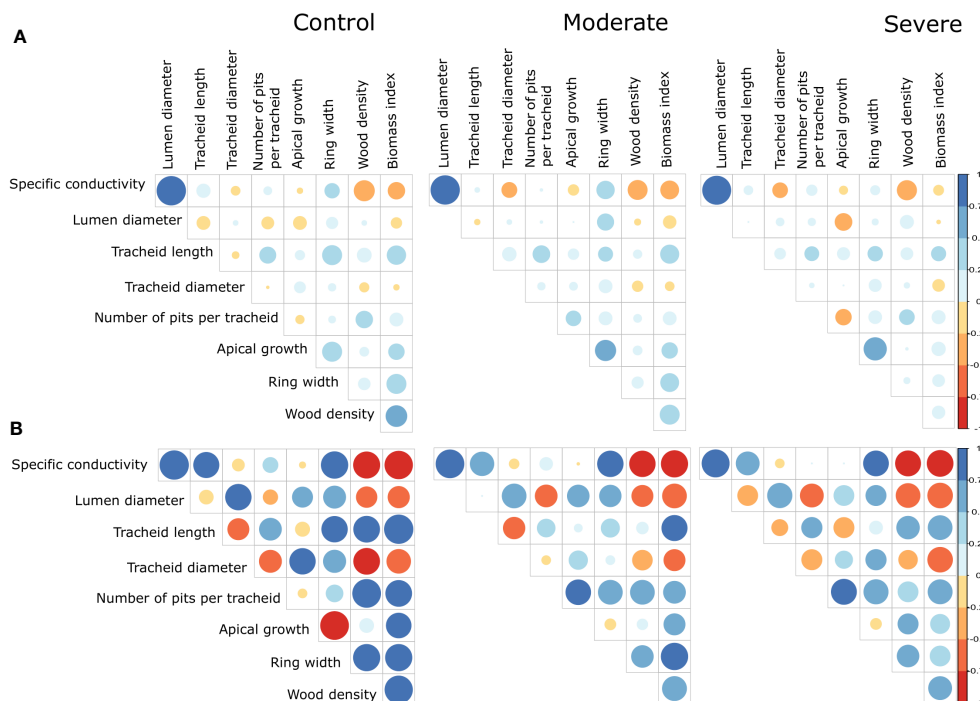 A
Control
Moderate
Severe
Lumen diameter
Tracheid length
Tracheid diameter
Number of pits
per tracheid
Apical growth
Ring width
Wood density
Biomass index
Lumen diameter
Tracheid length
Tracheid diameter
Number of pits
per tracheid
Apical growth
Ring width
Wood density
Biomass index
Lumen diameter
Tracheid length
Tracheid diameter
Number of pits
per tracheid
Apical growth
Ring width
Wood density
Biomass index
Specific conductivity
Lumen diameter
Tracheid length
Tracheid diameter
Number of pits per tracheid
Apical growth
Ring width
Wood density
B
Specific conductivity
Lumen diameter
Tracheid length
Tracheid diameter
Number of pits per tracheid
Apical growth
Ring width
Wood density